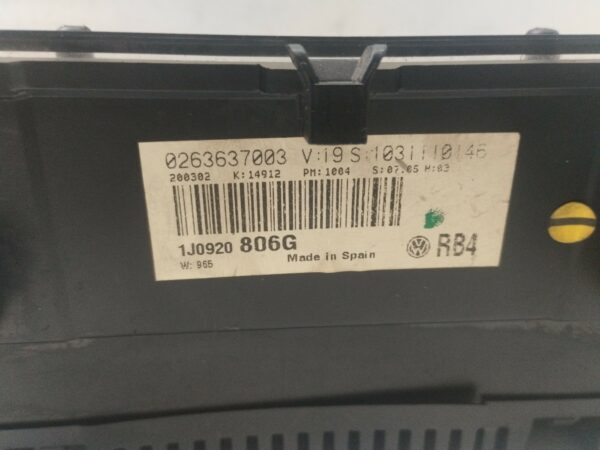 0263637003 V:19 S:1031110146
200302 K:14912 PM:1004 S:07.05 H:03
1J0920 806G
Made in Spain
RB4
W: 965